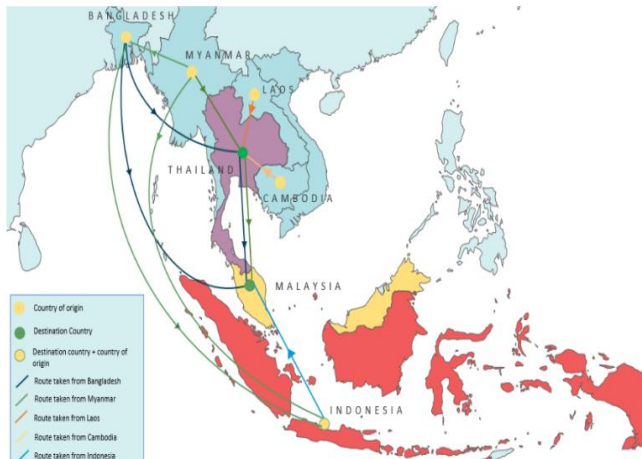 BANGLADESH
MYANMAR
LAOS
THAILAND
CAMBODIA
MALAYSIA
INDONESIA
Country of origin
Destination Country
Destination country + country of
origin
Route taken from Bangladesh
Route taken from Myanmar
Route taken from Laos
Route taken from Cambodia
Route taken from Indonesia